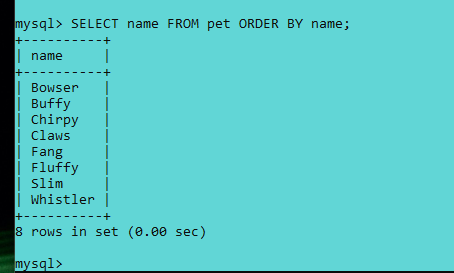 mysql> SELECT name FROM pet ORDER BY name;
+----------+
| name     |
+----------+
| Bowser   |
| Buffy    |
| Chirpy   |
| Claws    |
| Fang     |
| Fluffy   |
| Slim     |
| Whistler |
+----------+
8 rows in set (0.00 sec)
mysql>